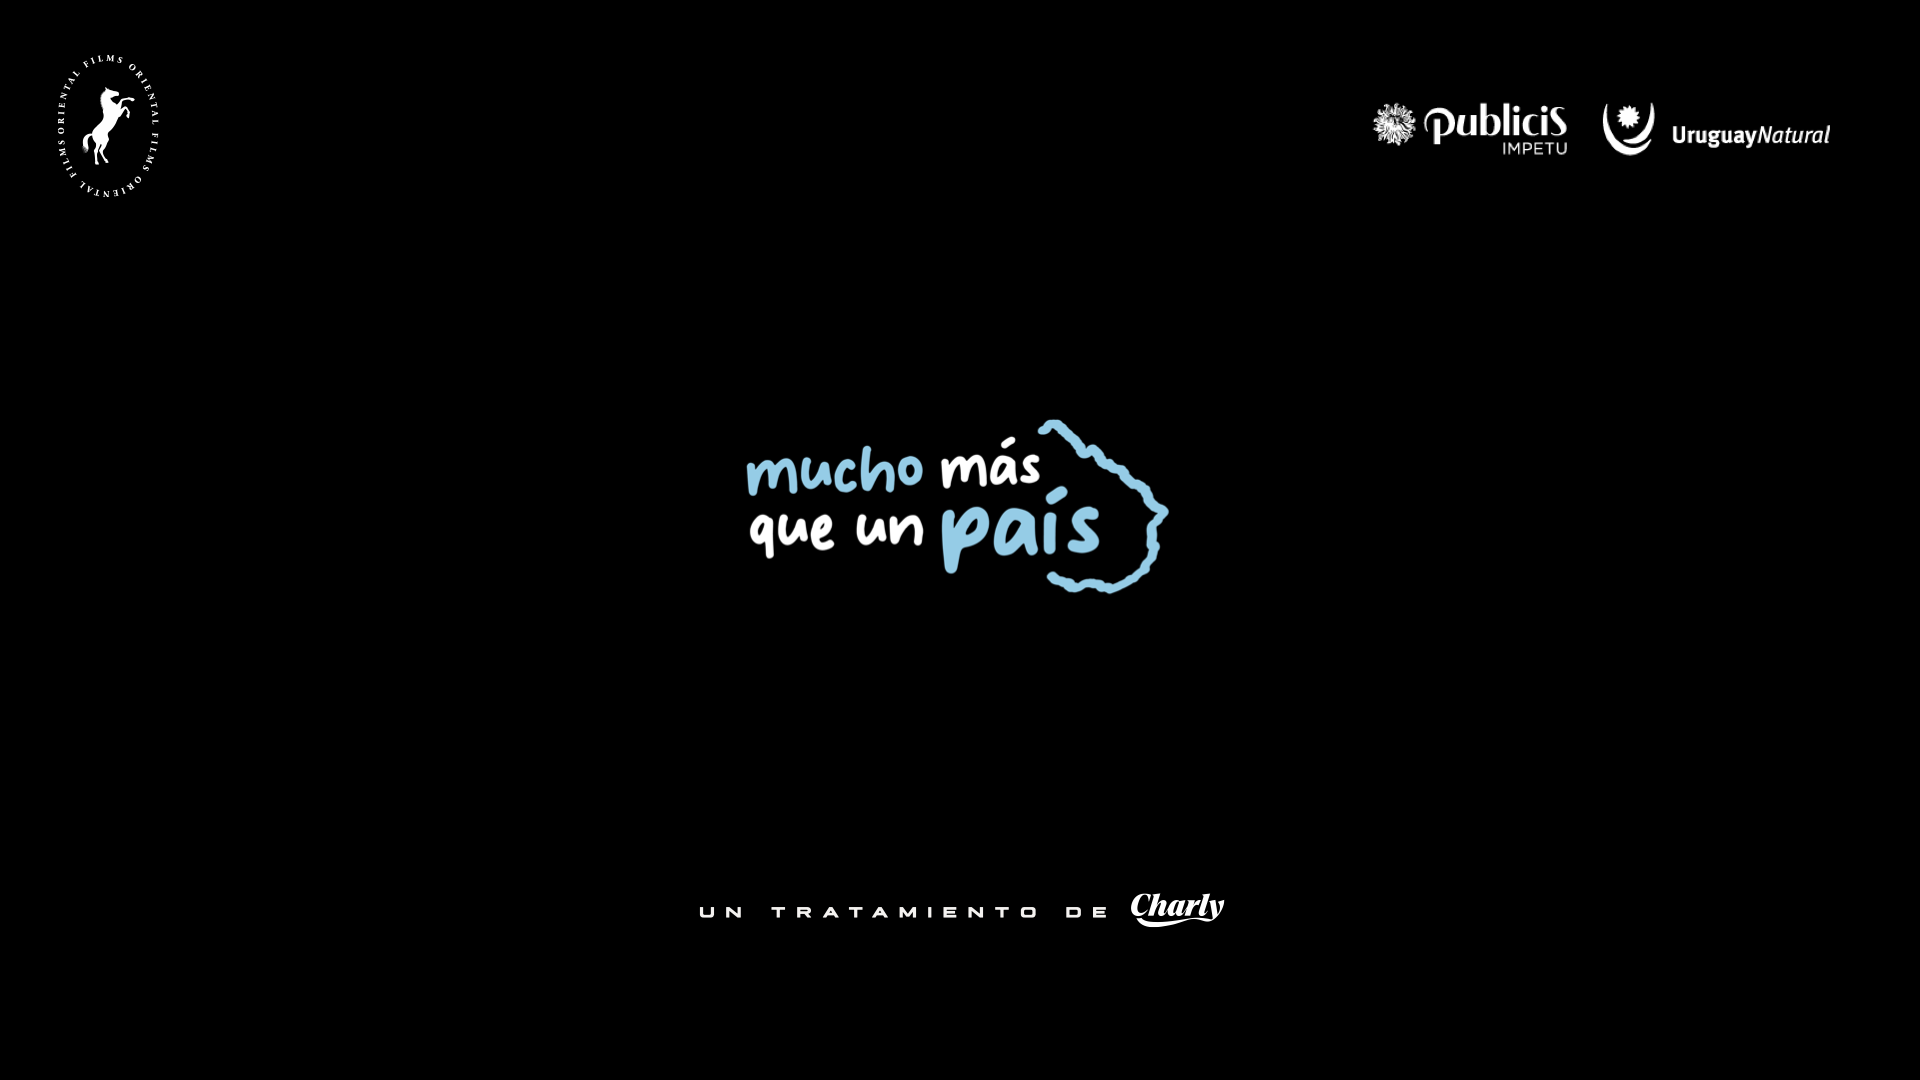 ORIENTAL FILMS ORIENTAL FILMS ORIENTAL FILMS
publicis
IMPETU
UruguayNatural
mucho más
que un país
UN TRATAMIENTO DE Charly